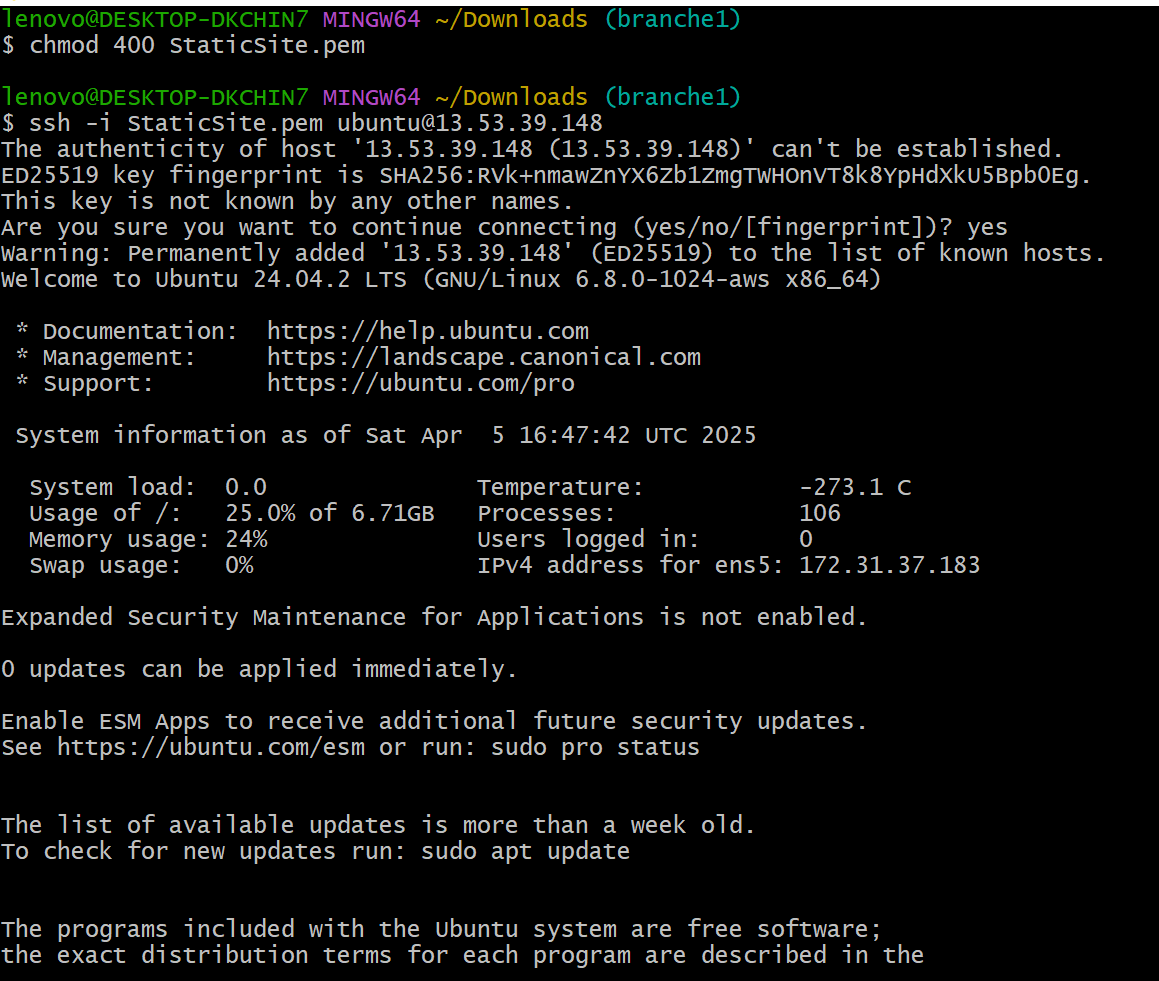 lenovo@DESKTOP-DKCHIN7 MINGW64 ~/Downloads (branche1)
$ chmod 400 StaticSite.pem
lenovo@DESKTOP-DKCHIN7 MINGW64 ~/Downloads (branche1)
$ ssh -i StaticSite.pem ubuntu@13.53.39.148
The authenticity of host '13.53.39.148 (13.53.39.148)' can't be established.
ED25519 key fingerprint is SHA256:RVk+nmawZnYX6Zb1ZmgTWHOnVT8k8YpHdXkU5BpbOEg.
This key is not known by any other names.
Are you sure you want to continue connecting (yes/no/[fingerprint])? yes
Warning: Permanently added '13.53.39.148' (ED25519) to the list of known hosts.
Welcome to Ubuntu 24.04.2 LTS (GNU/Linux 6.8.0-1024-aws x86_64)
* Documentation:  https://help.ubuntu.com
* Management:     https://landscape.canonical.com
* Support:        https://ubuntu.com/pro
System information as of Sat Apr  5 16:47:42 UTC 2025
System load:  0.0               Temperature:           -273.1 C
Usage of /:   25.0% of 6.71GB   Processes:             106
Memory usage: 24%               Users logged in:       0
Swap usage:   0%                IPv4 address for ens5: 172.31.37.183
Expanded Security Maintenance for Applications is not enabled.
0 updates can be applied immediately.
Enable ESM Apps to receive additional future security updates.
See https://ubuntu.com/esm or run: sudo pro status
The list of available updates is more than a week old.
To check for new updates run: sudo apt update
The programs included with the Ubuntu system are free software;
the exact distribution terms for each program are described in the